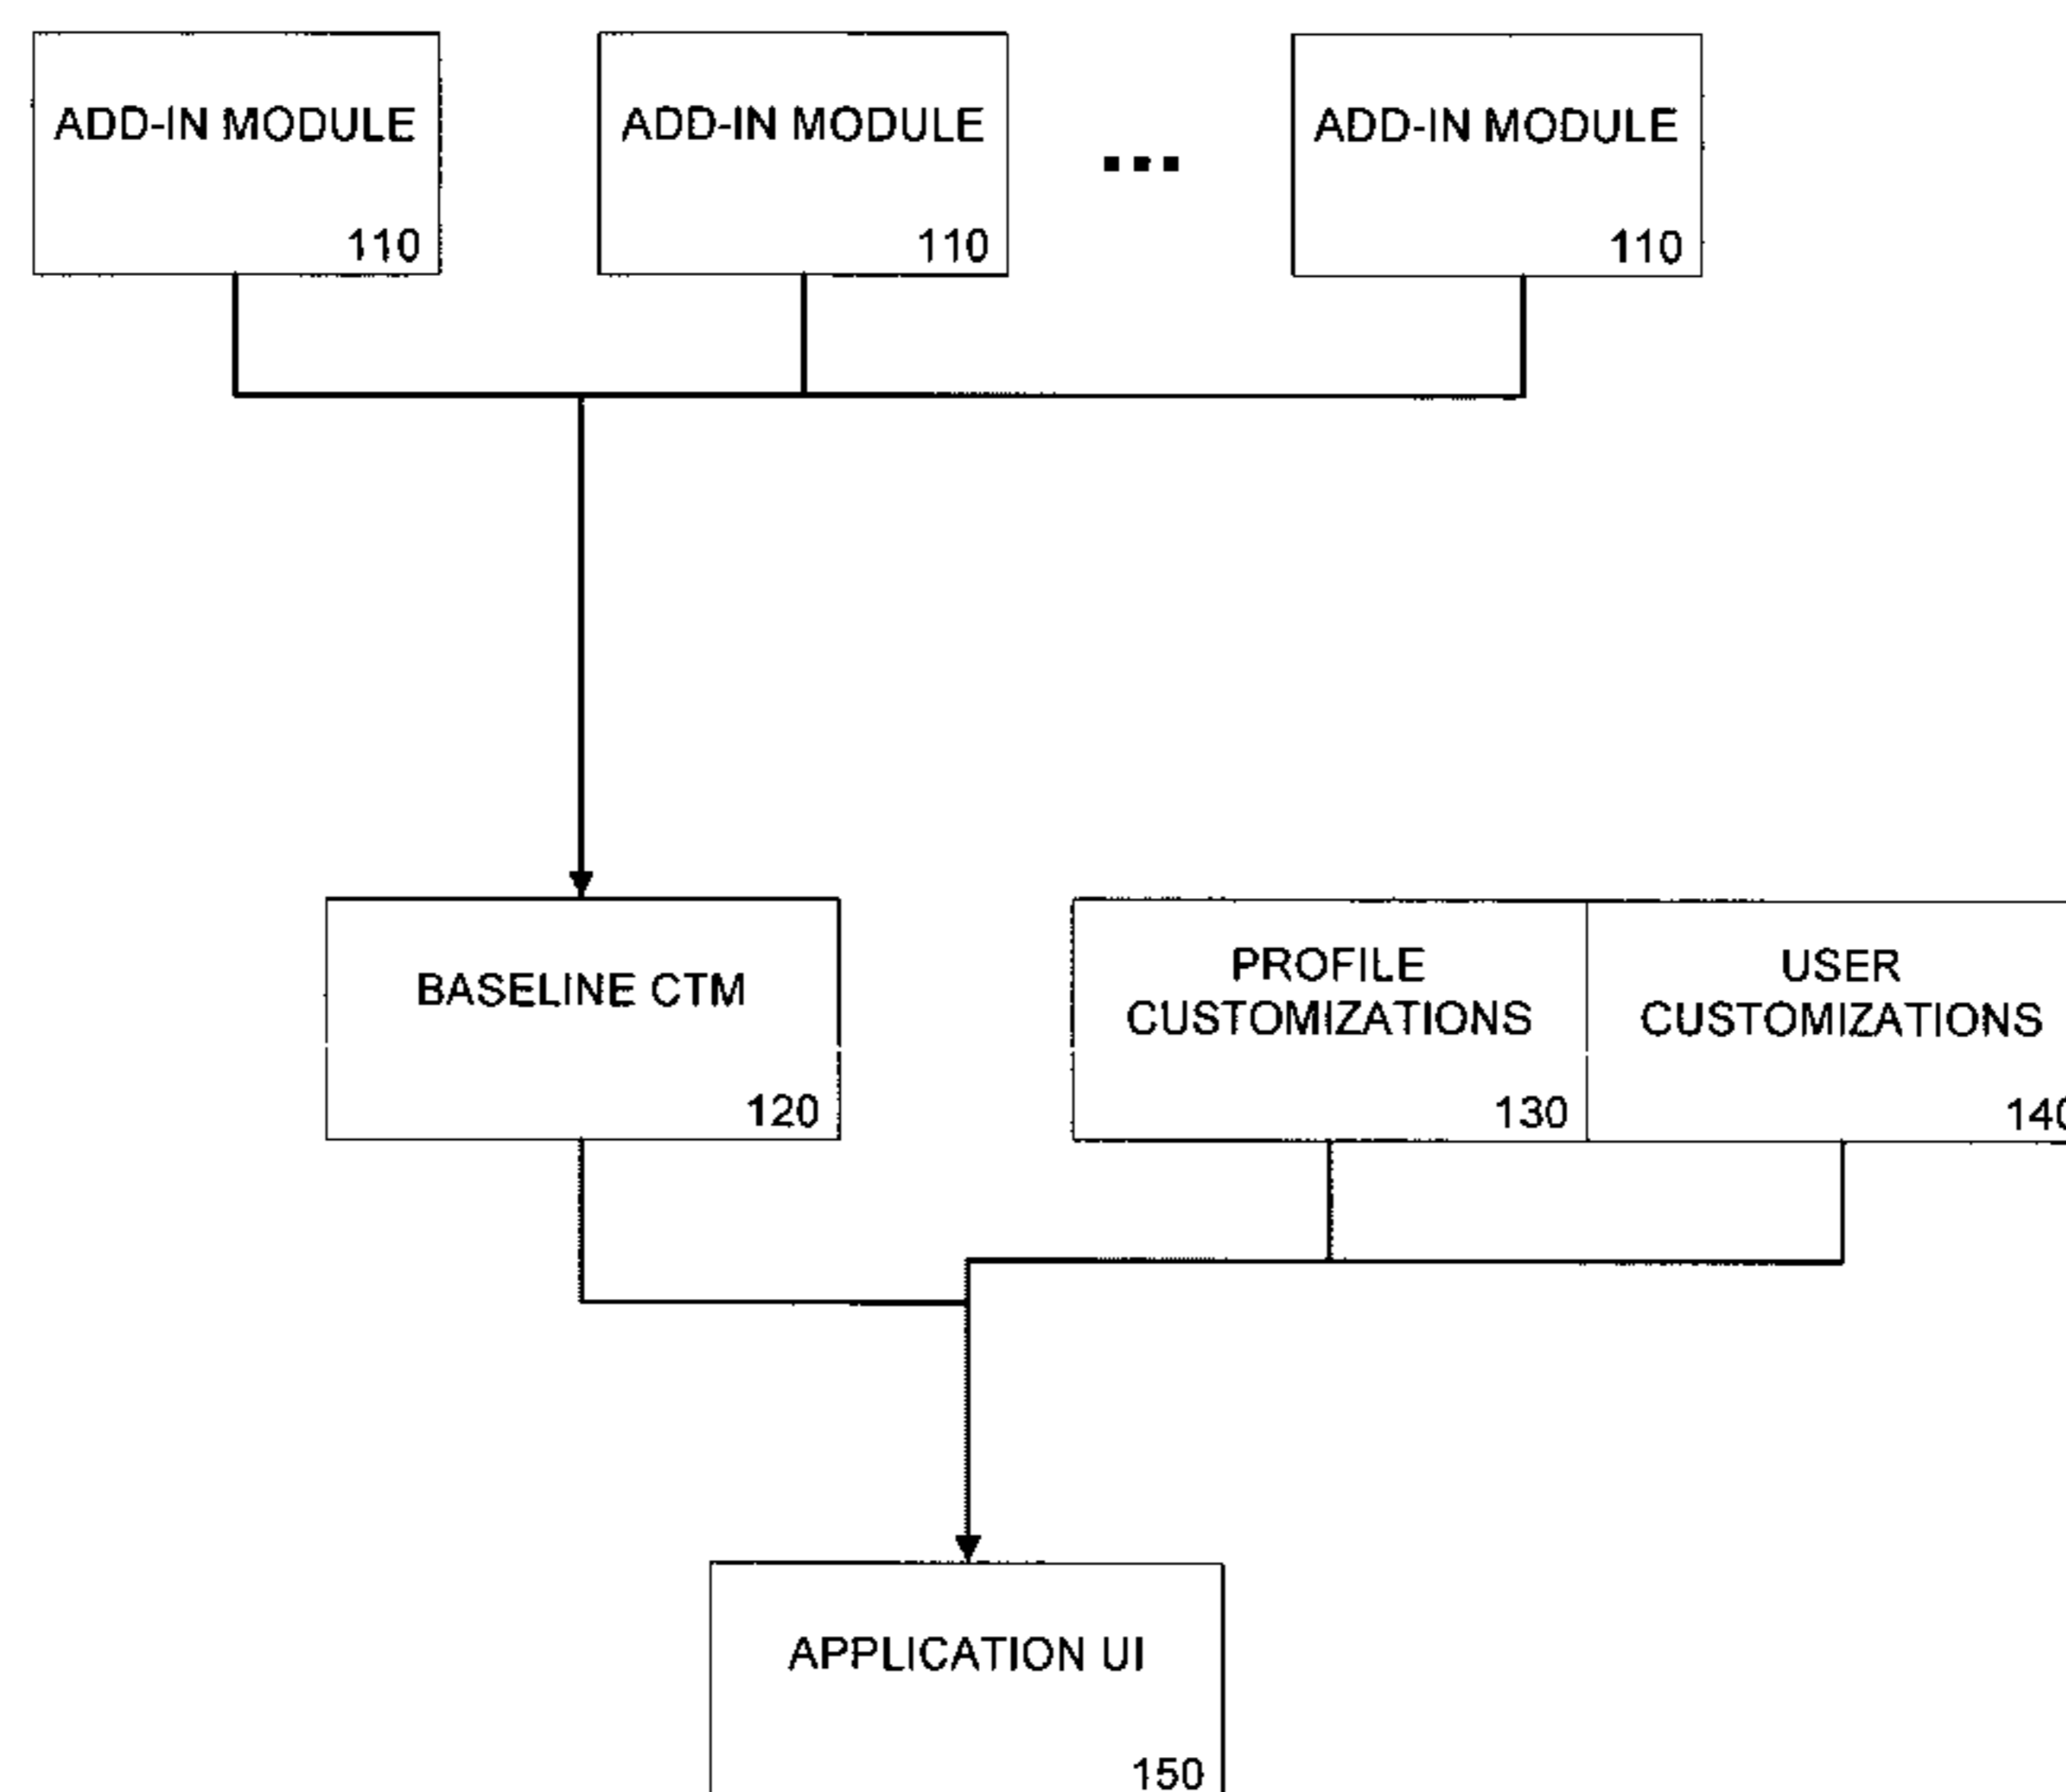 ADD-IN MODULE
110
ADD-IN MODULE
110
...
ADD-IN MODULE
110
BASELINE CTM
120
PROFILE
CUSTOMIZATIONS
130
USER
CUSTOMIZATIONS
140
APPLICATION UI
150